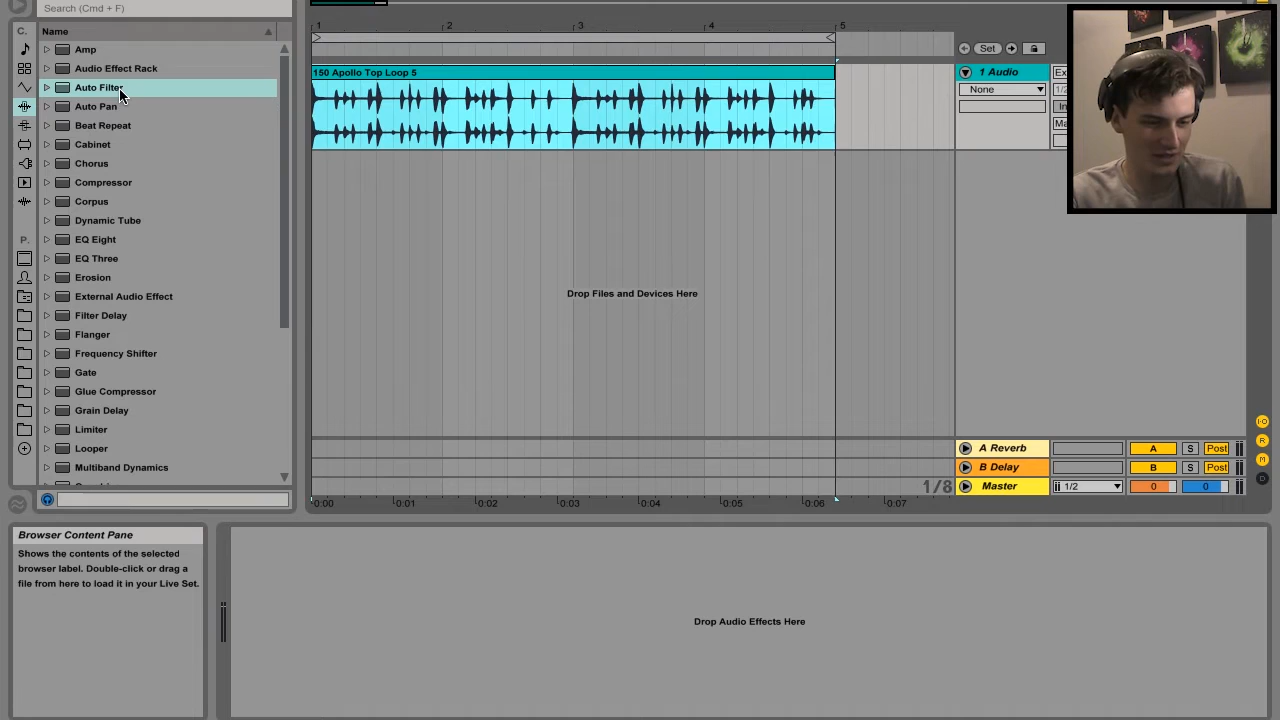 Search (Cmd + F)
C.
Name
Amp
Audio Effect Rack
Auto Filter
Auto Pan
Beat Repeat
Cabinet
Chorus
Compressor
Corpus
Dynamic Tube
P.
EQ Eight
EQ Three
Erosion
External Audio Effect
Filter Delay
Flanger
Frequency Shifter
Gate
Glue Compressor
Grain Delay
Limiter
Looper
Multiband Dynamics
1 2 3 4 5
Set
150 Apollo Top Loop 5
1 Audio
None
Drop Files and Devices Here
A Reverb A S Post
B Delay B S Post
1/8 Master 1/2 0 0
0:00 0:01 0:02 0:03 0:04 0:05 0:06 0:07
R
M
D
Browser Content Pane
Shows the contents of the selected
browser label. Double-click or drag a
file from here to load it in your Live Set.
Drop Audio Effects Here